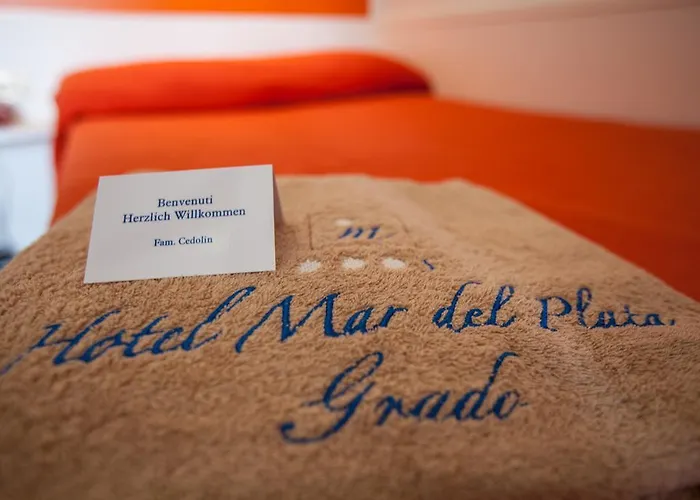 Benvenuti
Herzlich Willkommen
Fam. Cedolin
m
s
Hotel Mar del Plata
Grado